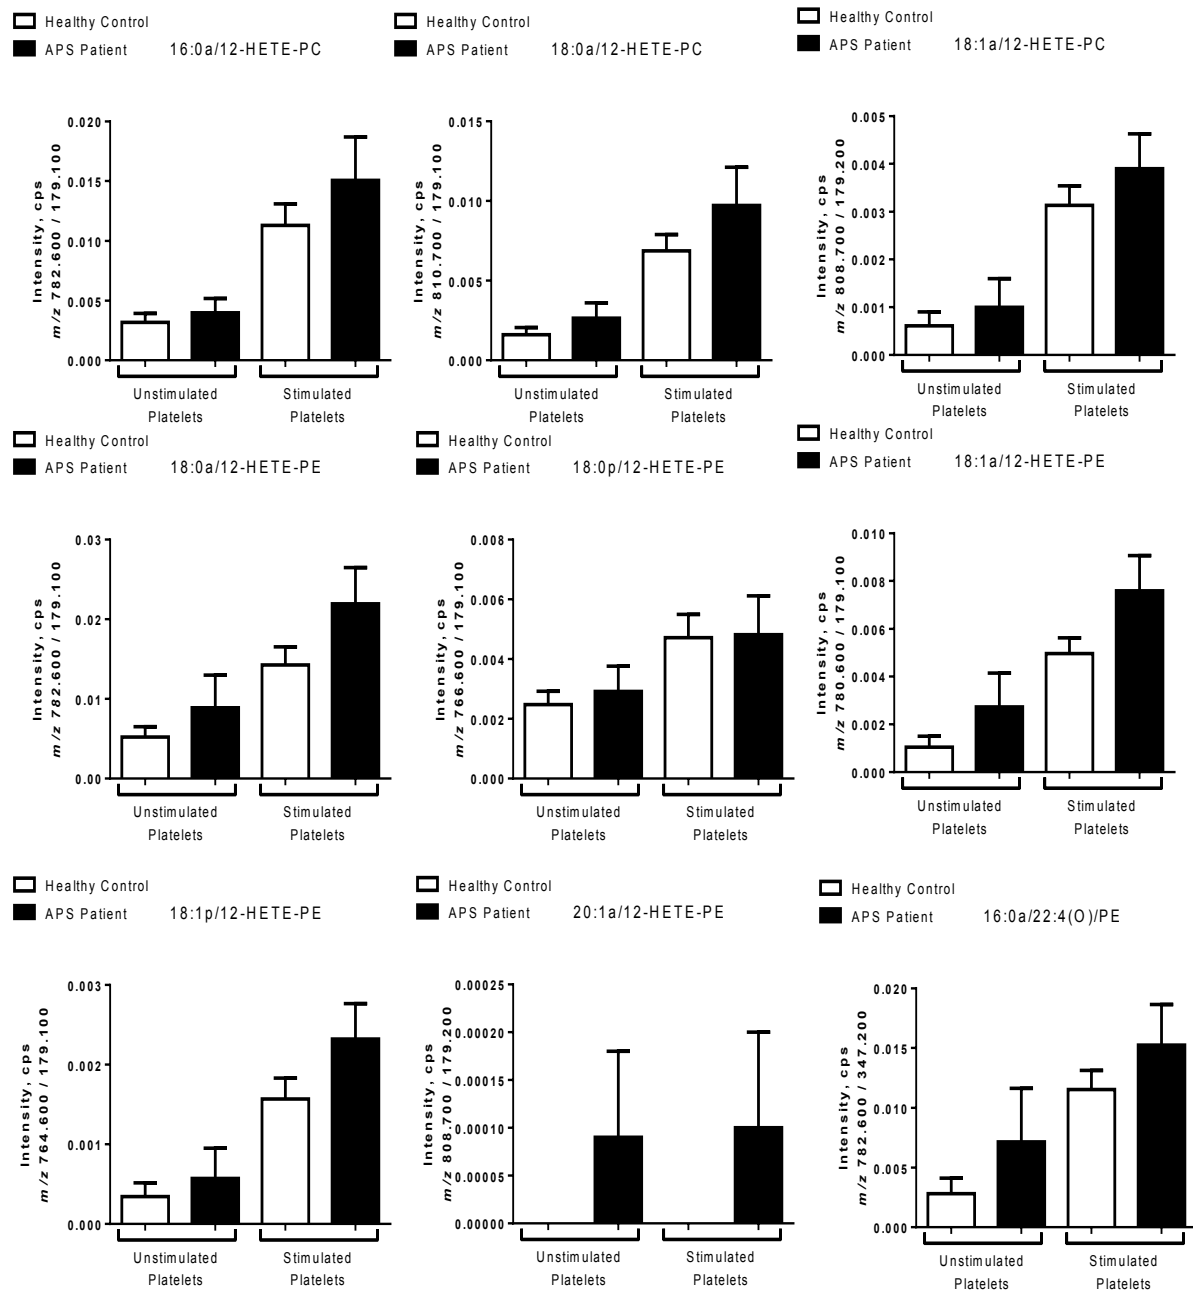 Healthy Control
APS Patient 16:0a/12-HETE-PC
Intensity, cps
m/z 782.600 / 179.100
0.020
0.015
0.010
0.005
0.000
Unstimulated Platelets
Stimulated Platelets
Healthy Control
APS Patient 18:0a/12-HETE-PC
Intensity, cps
m/z 810.700 / 179.100
0.015
0.010
0.005
0.000
Unstimulated Platelets
Stimulated Platelets
Healthy Control
APS Patient 18:1a/12-HETE-PC
Intensity, cps
m/z 808.700 / 179.200
0.005
0.004
0.003
0.002
0.001
0.000
Unstimulated Platelets
Stimulated Platelets
Healthy Control
APS Patient 18:0a/12-HETE-PE
Intensity, cps
m/z 782.600 / 179.100
0.03
0.02
0.01
0.00
Unstimulated Platelets
Stimulated Platelets
Healthy Control
APS Patient 18:0p/12-HETE-PE
Intensity, cps
m/z 766.600 / 179.100
0.008
0.006
0.004
0.002
0.000
Unstimulated Platelets
Stimulated Platelets
Healthy Control
APS Patient 18:1a/12-HETE-PE
Intensity, cps
m/z 780.600 / 179.100
0.010
0.008
0.006
0.004
0.002
0.000
Unstimulated Platelets
Stimulated Platelets
Healthy Control
APS Patient 18:1p/12-HETE-PE
Intensity, cps
m/z 764.600 / 179.100
0.003
0.002
0.001
0.000
Unstimulated Platelets
Stimulated Platelets
Healthy Control
APS Patient 20:1a/12-HETE-PE
Intensity, cps
m/z 808.700 / 179.200
0.00025
0.00020
0.00015
0.00010
0.00005
0.00000
Unstimulated Platelets
Stimulated Platelets
Healthy Control
APS Patient 16:0a/22:4(O)/PE
Intensity, cps
m/z 782.600 / 347.200
0.020
0.015
0.010
0.005
0.000
Unstimulated Platelets
Stimulated Platelets